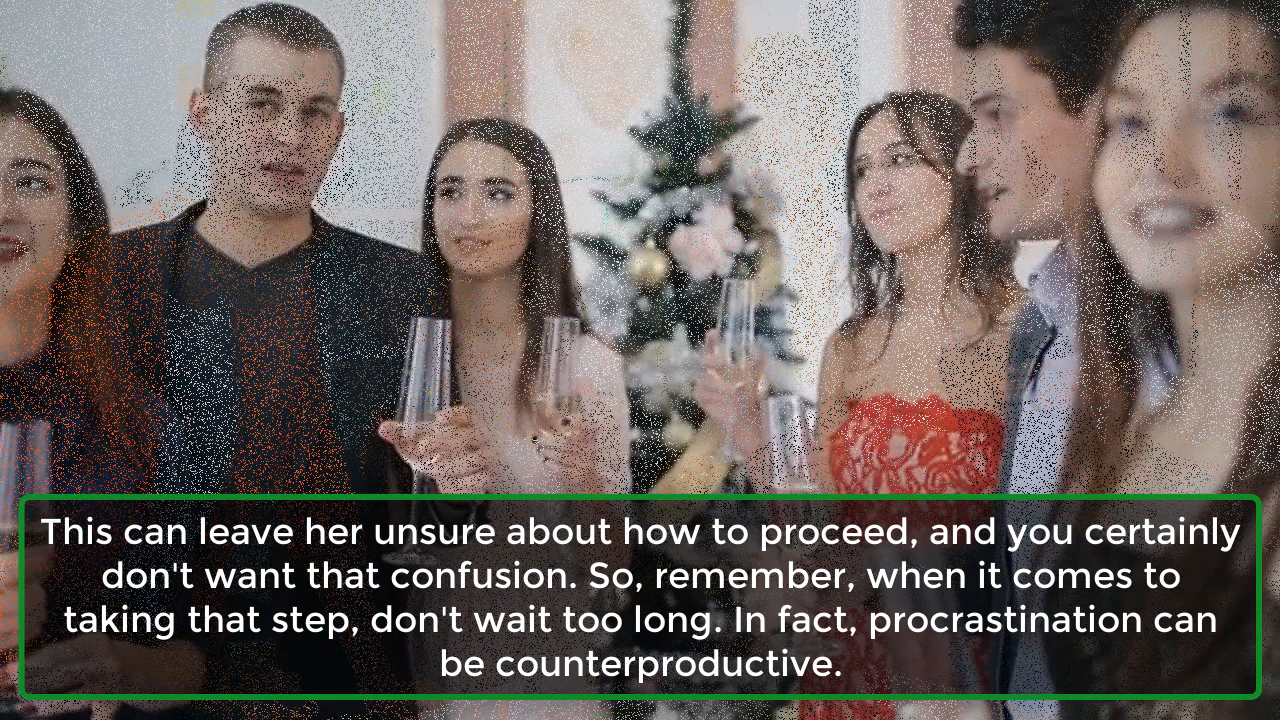 This can leave her unsure about how to proceed, and you certainly
don't want that confusion. So, remember, when it comes to
taking that step, don't wait too long. In fact, procrastination can
be counterproductive.